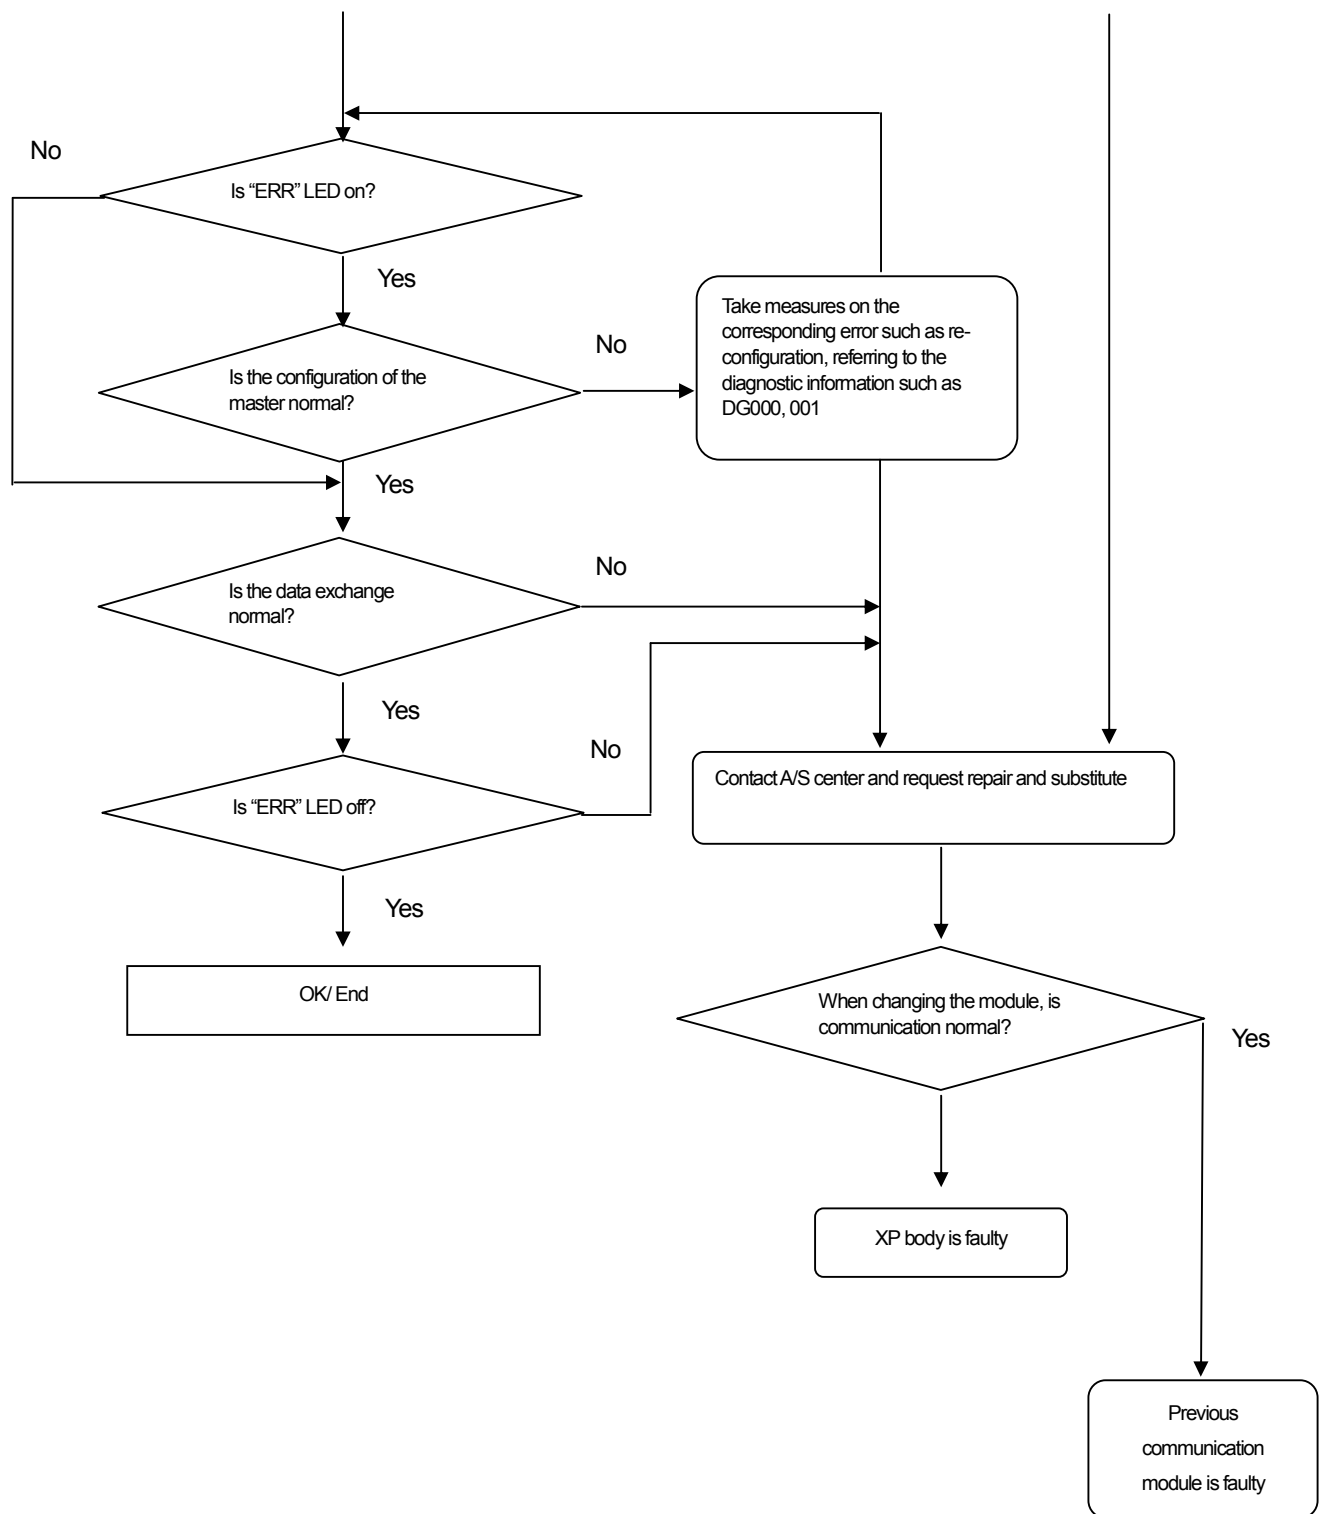 No
Is “ERR” LED on?
Yes
Take measures on the
corresponding error such as re-
configuration, referring to the
diagnostic information such as
DG000, 001
No
Is the configuration of the
master normal?
Yes
No
Is the data exchange
normal?
Yes
No
Contact A/S center and request repair and substitute
Is “ERR” LED off?
Yes
OK/ End
When changing the module, is
communication normal?
Yes
XP body is faulty
Previous
communication
module is faulty